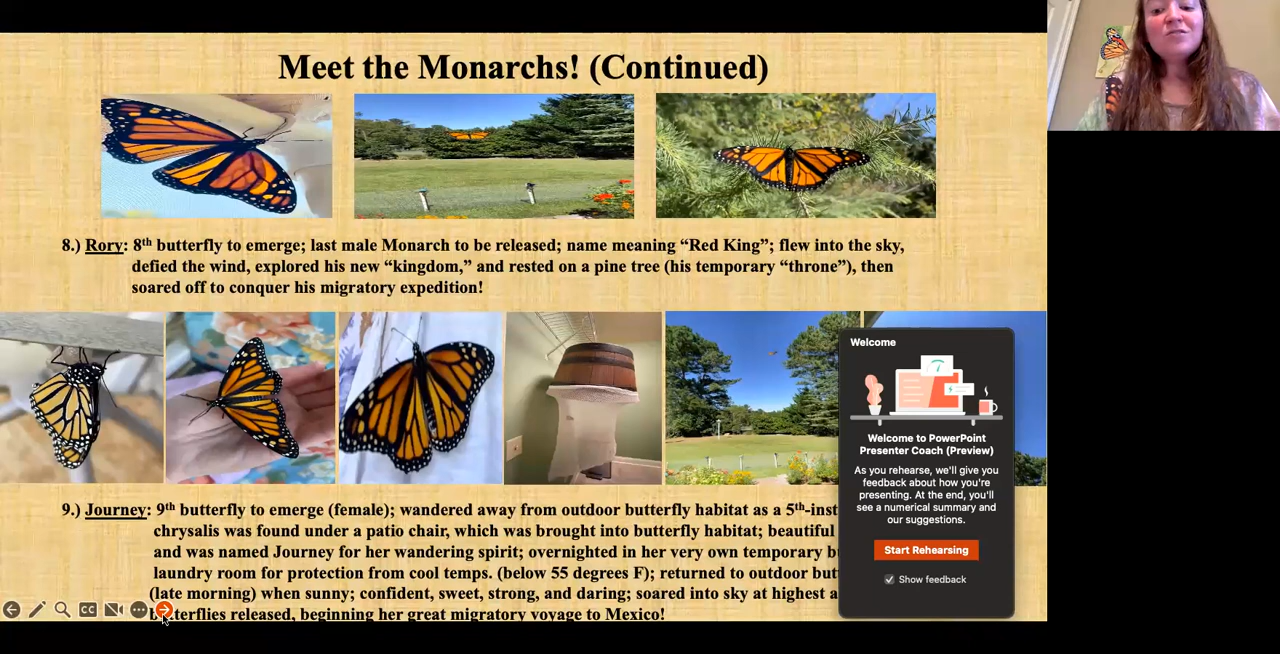 Meet the Monarchs! (Continued)
8.) Rory: 8th butterfly to emerge; last male Monarch to be released; name meaning “Red King”; flew into the sky,
defied the wind, explored his new “kingdom,” and rested on a pine tree (his temporary “throne”), then
soared off to conquer his migratory expedition!
9.) Journey: 9th butterfly to emerge (female); wandered away from outdoor butterfly habitat as a 5th-inst
chrysalis was found under a patio chair, which was brought into butterfly habitat; beautiful
and was named Journey for her wandering spirit; overnighted in her very own temporary b
laundry room for protection from cool temps. (below 55 degrees F); returned to outdoor but
(late morning) when sunny; confident, sweet, strong, and daring; soared into sky at highest a
butterflies released, beginning her great migratory voyage to Mexico!
CC
Welcome
Welcome to PowerPoint
Presenter Coach (Preview)
As you rehearse, we'll give you
feedback about how you're
presenting. At the end, you'll
see a numerical summary and
our suggestions.
Start Rehearsing
Show feedback